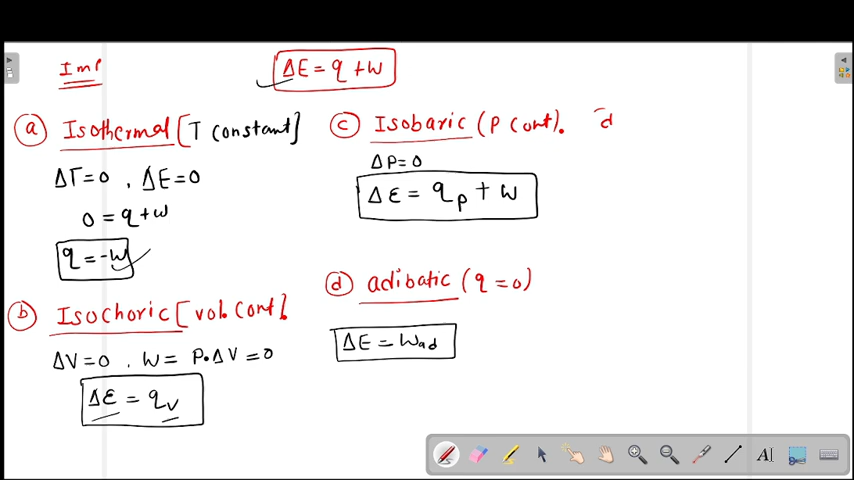 Imp
ΔE = q + w
(a) Isothermal [T constant]
ΔT=0 , ΔE=0
0 = q + w
q = -w
(b) Isochoric [vol. Cont].
ΔV=0 , W = P.ΔV = 0
ΔE = qv
(c) Isobaric (P Cont).
ΔP=0
ΔE = qp + w
(d) adibatic (q = 0)
ΔE = Wad